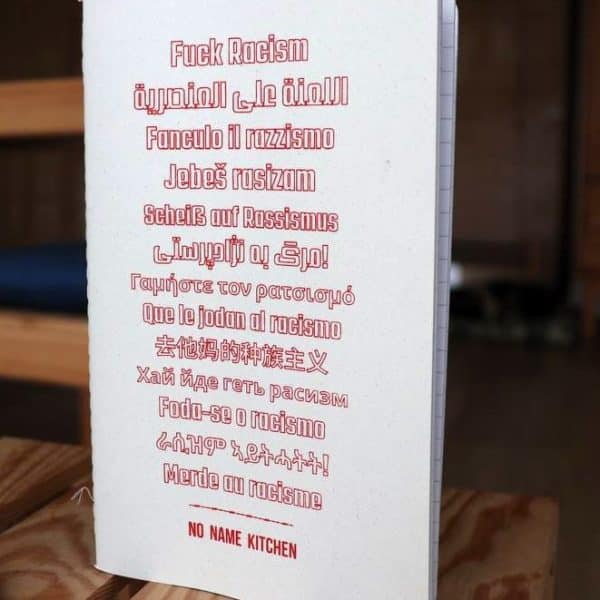 Fuck Racism
اللعنة على العنصرية
Fanculo il razzismo
Jebeš rasizam
Scheiß auf Rassismus
مرگ به نژادپرستی!
Γαμήστε τον ρατσισμό
Que le jodan al racismo
去他妈的种族主义
Хай йде геть расизм
Foda-se o racismo
ራሲዝም ኣይትሓትት!
Merde au racisme
NO NAME KITCHEN